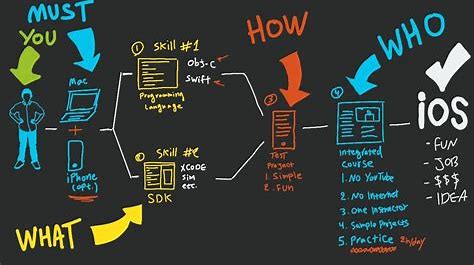 MUST
YOU
Mac
+
iPhone
(opt.)
WHAT
1
Skill #1
Obj-C
Swift
Programming
Language
2
Skill #2
XCODE
Sim
etc.
SDK
HOW
3
Test
Project
1. Simple
2. Fun
WHO
4
Integrated
Course
1. No YouTube
2. No Internet
3. One Instructor
4. Sample Projects
5. Practice 2h/day
iOS
- FUN
- JOB
- $$$
- IDEA